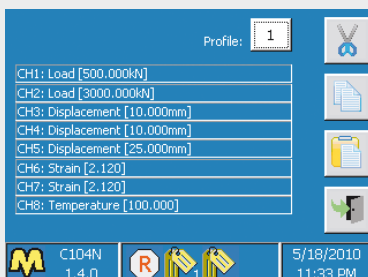 Profile: 1
CH1: Load [500.000kN]
CH2: Load [3000.000kN]
CH3: Displacement [10.000mm]
CH4: Displacement [10.000mm]
CH5: Displacement [25.000mm]
CH6: Strain [2.120]
CH7: Strain [2.120]
CH8: Temperature [100.000]
C104N
1.4.0
R
1
5/18/2010
11:33 PM